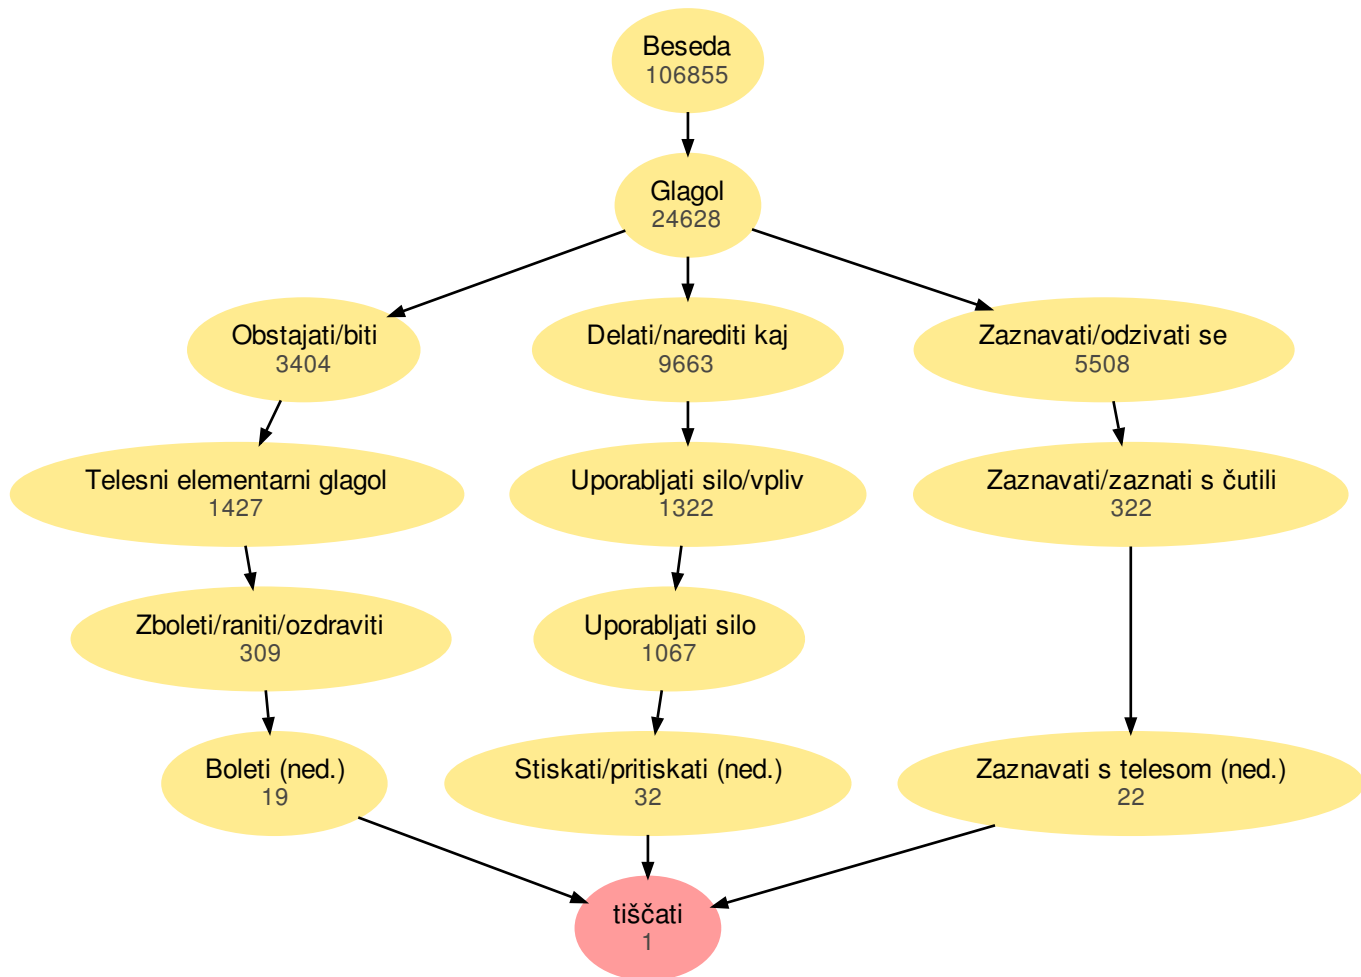 Beseda
106855
Glagol
24628
Obstajati/biti
3404
Delati/narediti kaj
9663
Zaznavati/odzivati se
5508
Telesni elementarni glagol
1427
Uporabljati silo/vpliv
1322
Zaznavati/zaznati s čutili
322
Zboleti/raniti/ozdraviti
309
Uporabljati silo
1067
Boleti (ned.)
19
Stiskati/pritiskati (ned.)
32
Zaznavati s telesom (ned.)
22
tiščati
1